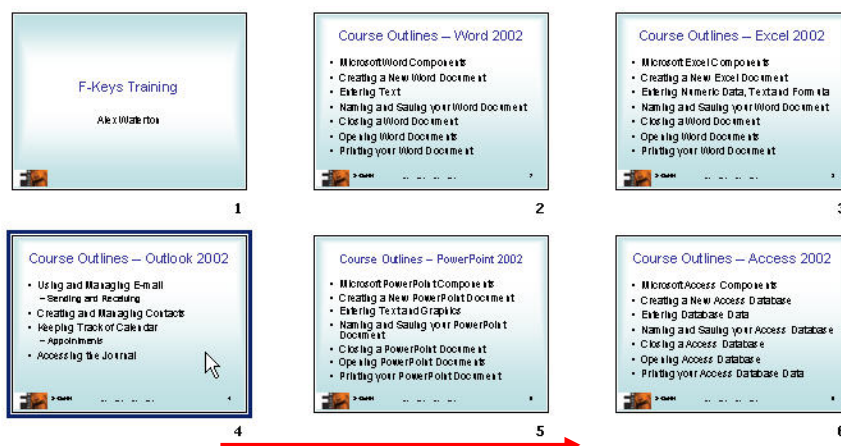 F-Keys Training
Alex Waterton
1
Course Outlines – Word 2002
• Microsoft Word Components
• Creating a New Word Document
• Entering Text
• Naming and Saving your Word Document
• Closing a Word Document
• Opening Word Documents
• Printing your Word Document
2
Course Outlines – Excel 2002
• Microsoft Excel Components
• Creating a New Excel Document
• Entering Numeric Data, Text and Formula
• Naming and Saving your Word Document
• Closing a Word Document
• Opening Word Documents
• Printing your Word Document
3
Course Outlines – Outlook 2002
• Using and Managing E-mail
– Sending and Receiving
• Creating and Managing Contacts
• Keeping Track of Calendar
– Appointments
• Accessing the Journal
4
Course Outlines – PowerPoint 2002
• Microsoft PowerPoint Components
• Creating a New PowerPoint Document
• Entering Text and Graphics
• Naming and Saving your PowerPoint
Document
• Closing a PowerPoint Document
• Opening PowerPoint Documents
• Printing your PowerPoint Document
5
Course Outlines – Access 2002
• Microsoft Access Components
• Creating a New Access Database
• Entering Database Data
• Naming and Saving your Access Database
• Closing a Access Database
• Opening Access Database
• Printing your Access Database Data
6